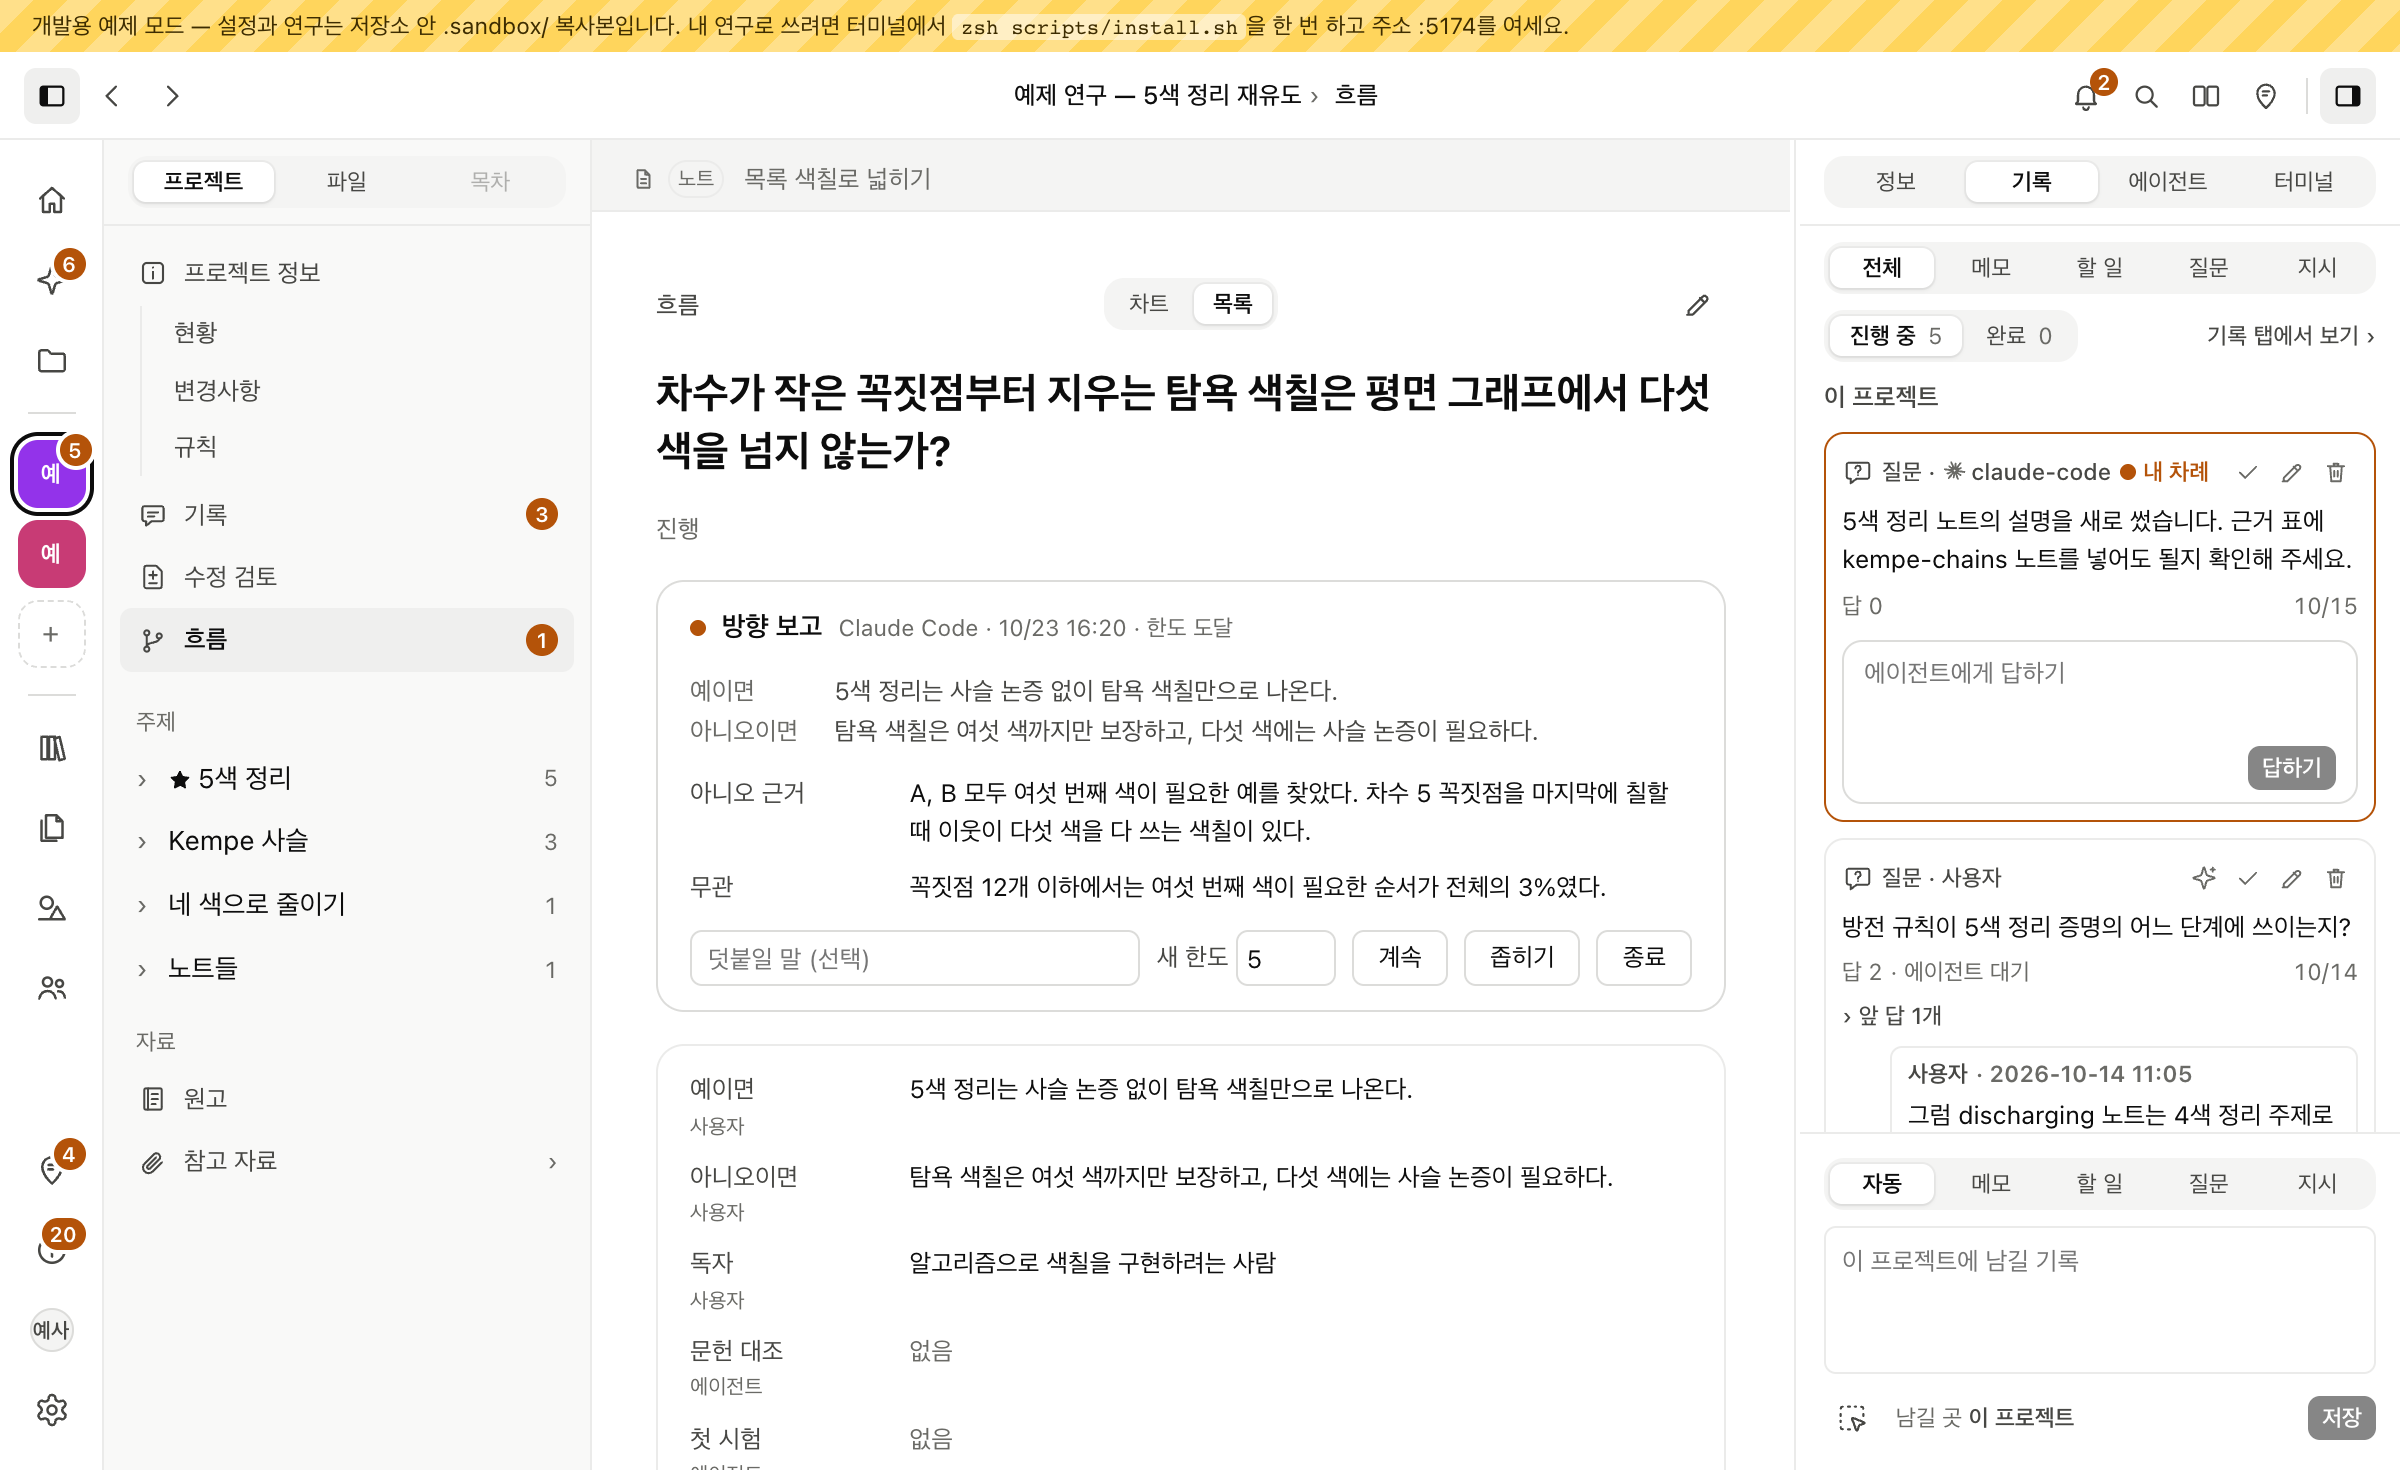 개발용 예제 모드 — 설정과 연구는 저장소 안 .sandbox/ 복사본입니다. 내 연구로 쓰려면 터미널에서 zsh scripts/install.sh을 한 번 하고 주소 :5174를 여세요.
예제 연구 — 5색 정리 재유도 › 흐름
2
6
5
예
예
+
4
20
예사
프로젝트 파일 목차
프로젝트 정보
현황
변경사항
규칙
기록 3
수정 검토
흐름 1
주제
› ★ 5색 정리 5
› Kempe 사슬 3
› 네 색으로 줄이기 1
› 노트들 1
자료
원고
참고 자료 ›
노트 목록 색칠로 넓히기
흐름 차트 목록
차수가 작은 꼭짓점부터 지우는 탐욕 색칠은 평면 그래프에서 다섯
색을 넘지 않는가?
진행
방향 보고 Claude Code · 10/23 16:20 · 한도 도달
예이면 5색 정리는 사슬 논증 없이 탐욕 색칠만으로 나온다.
아니오이면 탐욕 색칠은 여섯 색까지만 보장하고, 다섯 색에는 사슬 논증이 필요하다.
아니오 근거 A, B 모두 여섯 번째 색이 필요한 예를 찾았다. 차수 5 꼭짓점을 마지막에 칠할
때 이웃이 다섯 색을 다 쓰는 색칠이 있다.
무관 꼭짓점 12개 이하에서는 여섯 번째 색이 필요한 순서가 전체의 3%였다.
덧붙일 말 (선택) 새 한도 5 계속 좁히기 종료
예이면 5색 정리는 사슬 논증 없이 탐욕 색칠만으로 나온다.
사용자
아니오이면 탐욕 색칠은 여섯 색까지만 보장하고, 다섯 색에는 사슬 논증이 필요하다.
사용자
독자 알고리즘으로 색칠을 구현하려는 사람
사용자
문헌 대조 없음
에이전트
첫 시험 없음
정보 기록 에이전트 터미널
전체 메모 할 일 질문 지시
진행 중 5 완료 0 기록 탭에서 보기 ›
이 프로젝트
질문 · claude-code 내 차례
5색 정리 노트의 설명을 새로 썼습니다. 근거 표에
kempe-chains 노트를 넣어도 될지 확인해 주세요.
답 0 10/15
에이전트에게 답하기
답하기
질문 · 사용자
방전 규칙이 5색 정리 증명의 어느 단계에 쓰이는지?
답 2 · 에이전트 대기 10/14
› 앞 답 1개
사용자 · 2026-10-14 11:05
그럼 discharging 노트는 4색 정리 주제로
자동 메모 할 일 질문 지시
이 프로젝트에 남길 기록
남길 곳 이 프로젝트 저장